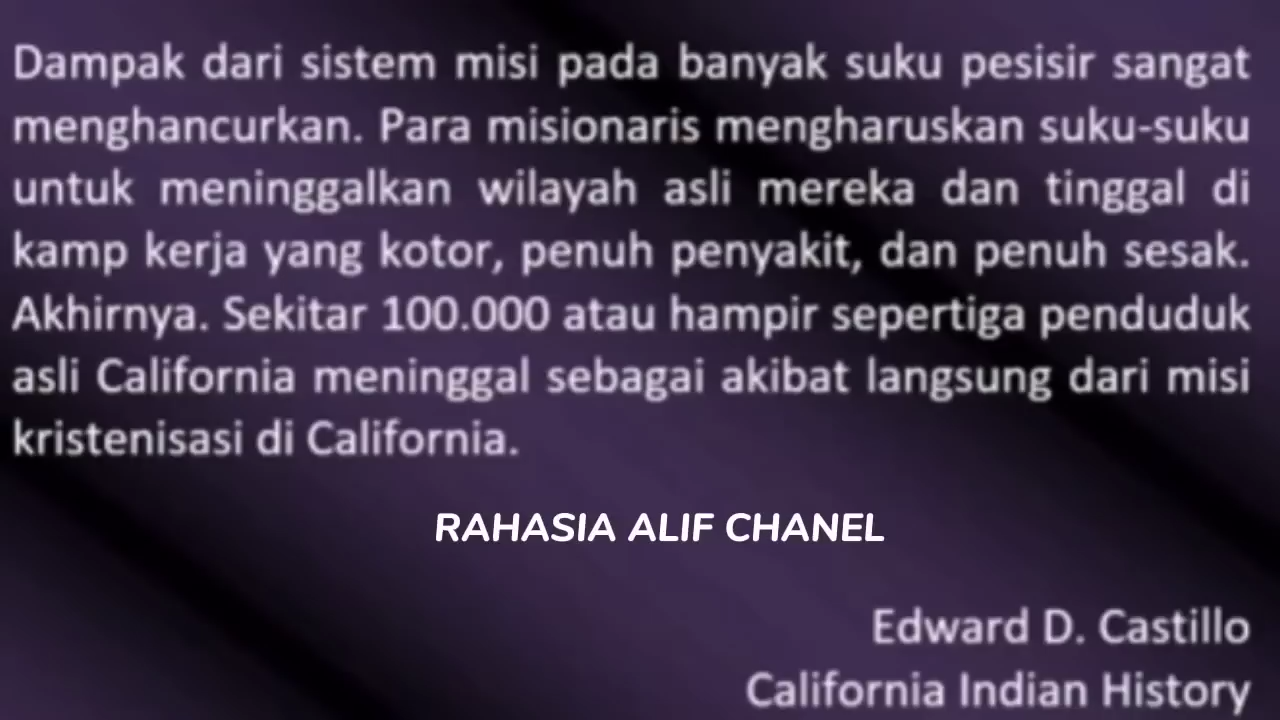 Dampak dari sistem misi pada banyak suku pesisir sangat
menghancurkan. Para misionaris mengharuskan suku-suku
untuk meninggalkan wilayah asli mereka dan tinggal di
kamp kerja yang kotor, penuh penyakit, dan penuh sesak.
Akhirnya. Sekitar 100.000 atau hampir sepertiga penduduk
asli California meninggal sebagai akibat langsung dari misi
kristenisasi di California.
RAHASIA ALIF CHANEL
Edward D. Castillo
California Indian History